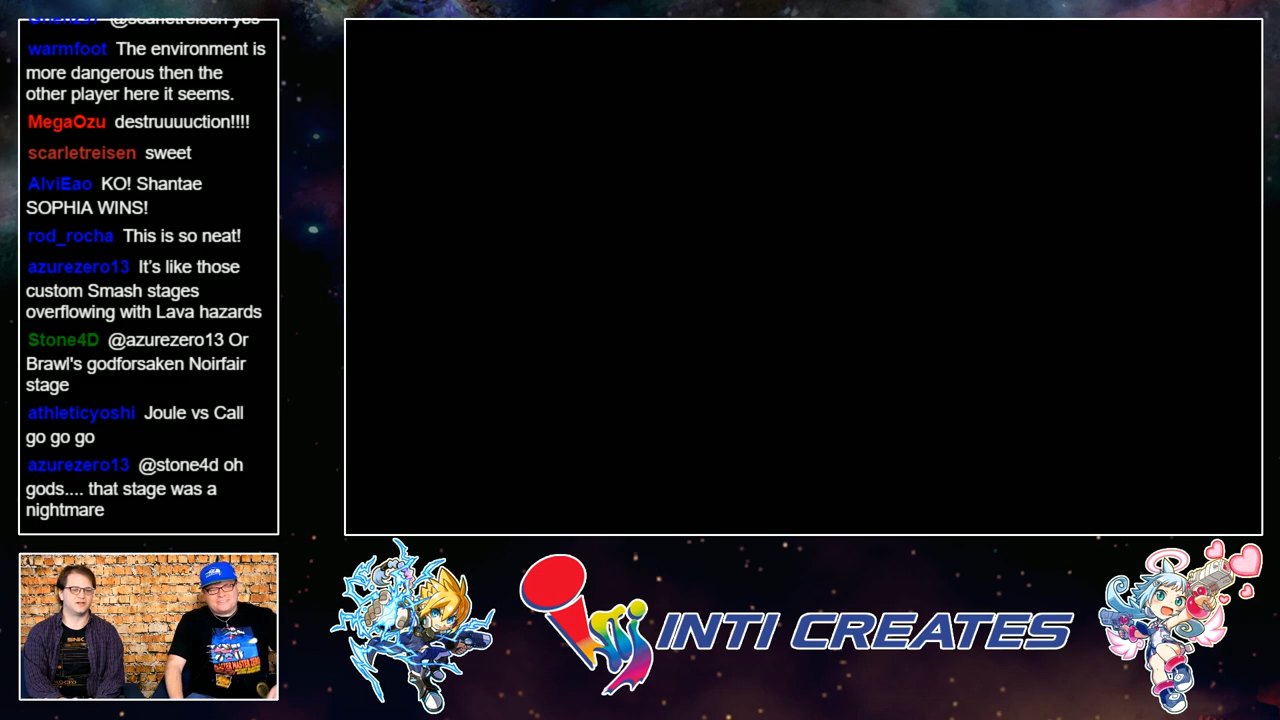 @scarletreisen yes
warmfoot The environment is
more dangerous then the
other player here it seems.
MegaOzu destruuuuction!!!!
scarletreisen sweet
AlviEao KO! Shantae
SOPHIA WINS!
rod_rocha This is so neat!
azurezero13 It's like those
custom Smash stages
overflowing with Lava hazards
Stone4D @azurezero13 Or
Brawl's godforsaken Noirfair
stage
athleticyoshi Joule vs Call
go go go
azurezero13 @stone4d oh
gods.... that stage was a
nightmare
INTI CREATES